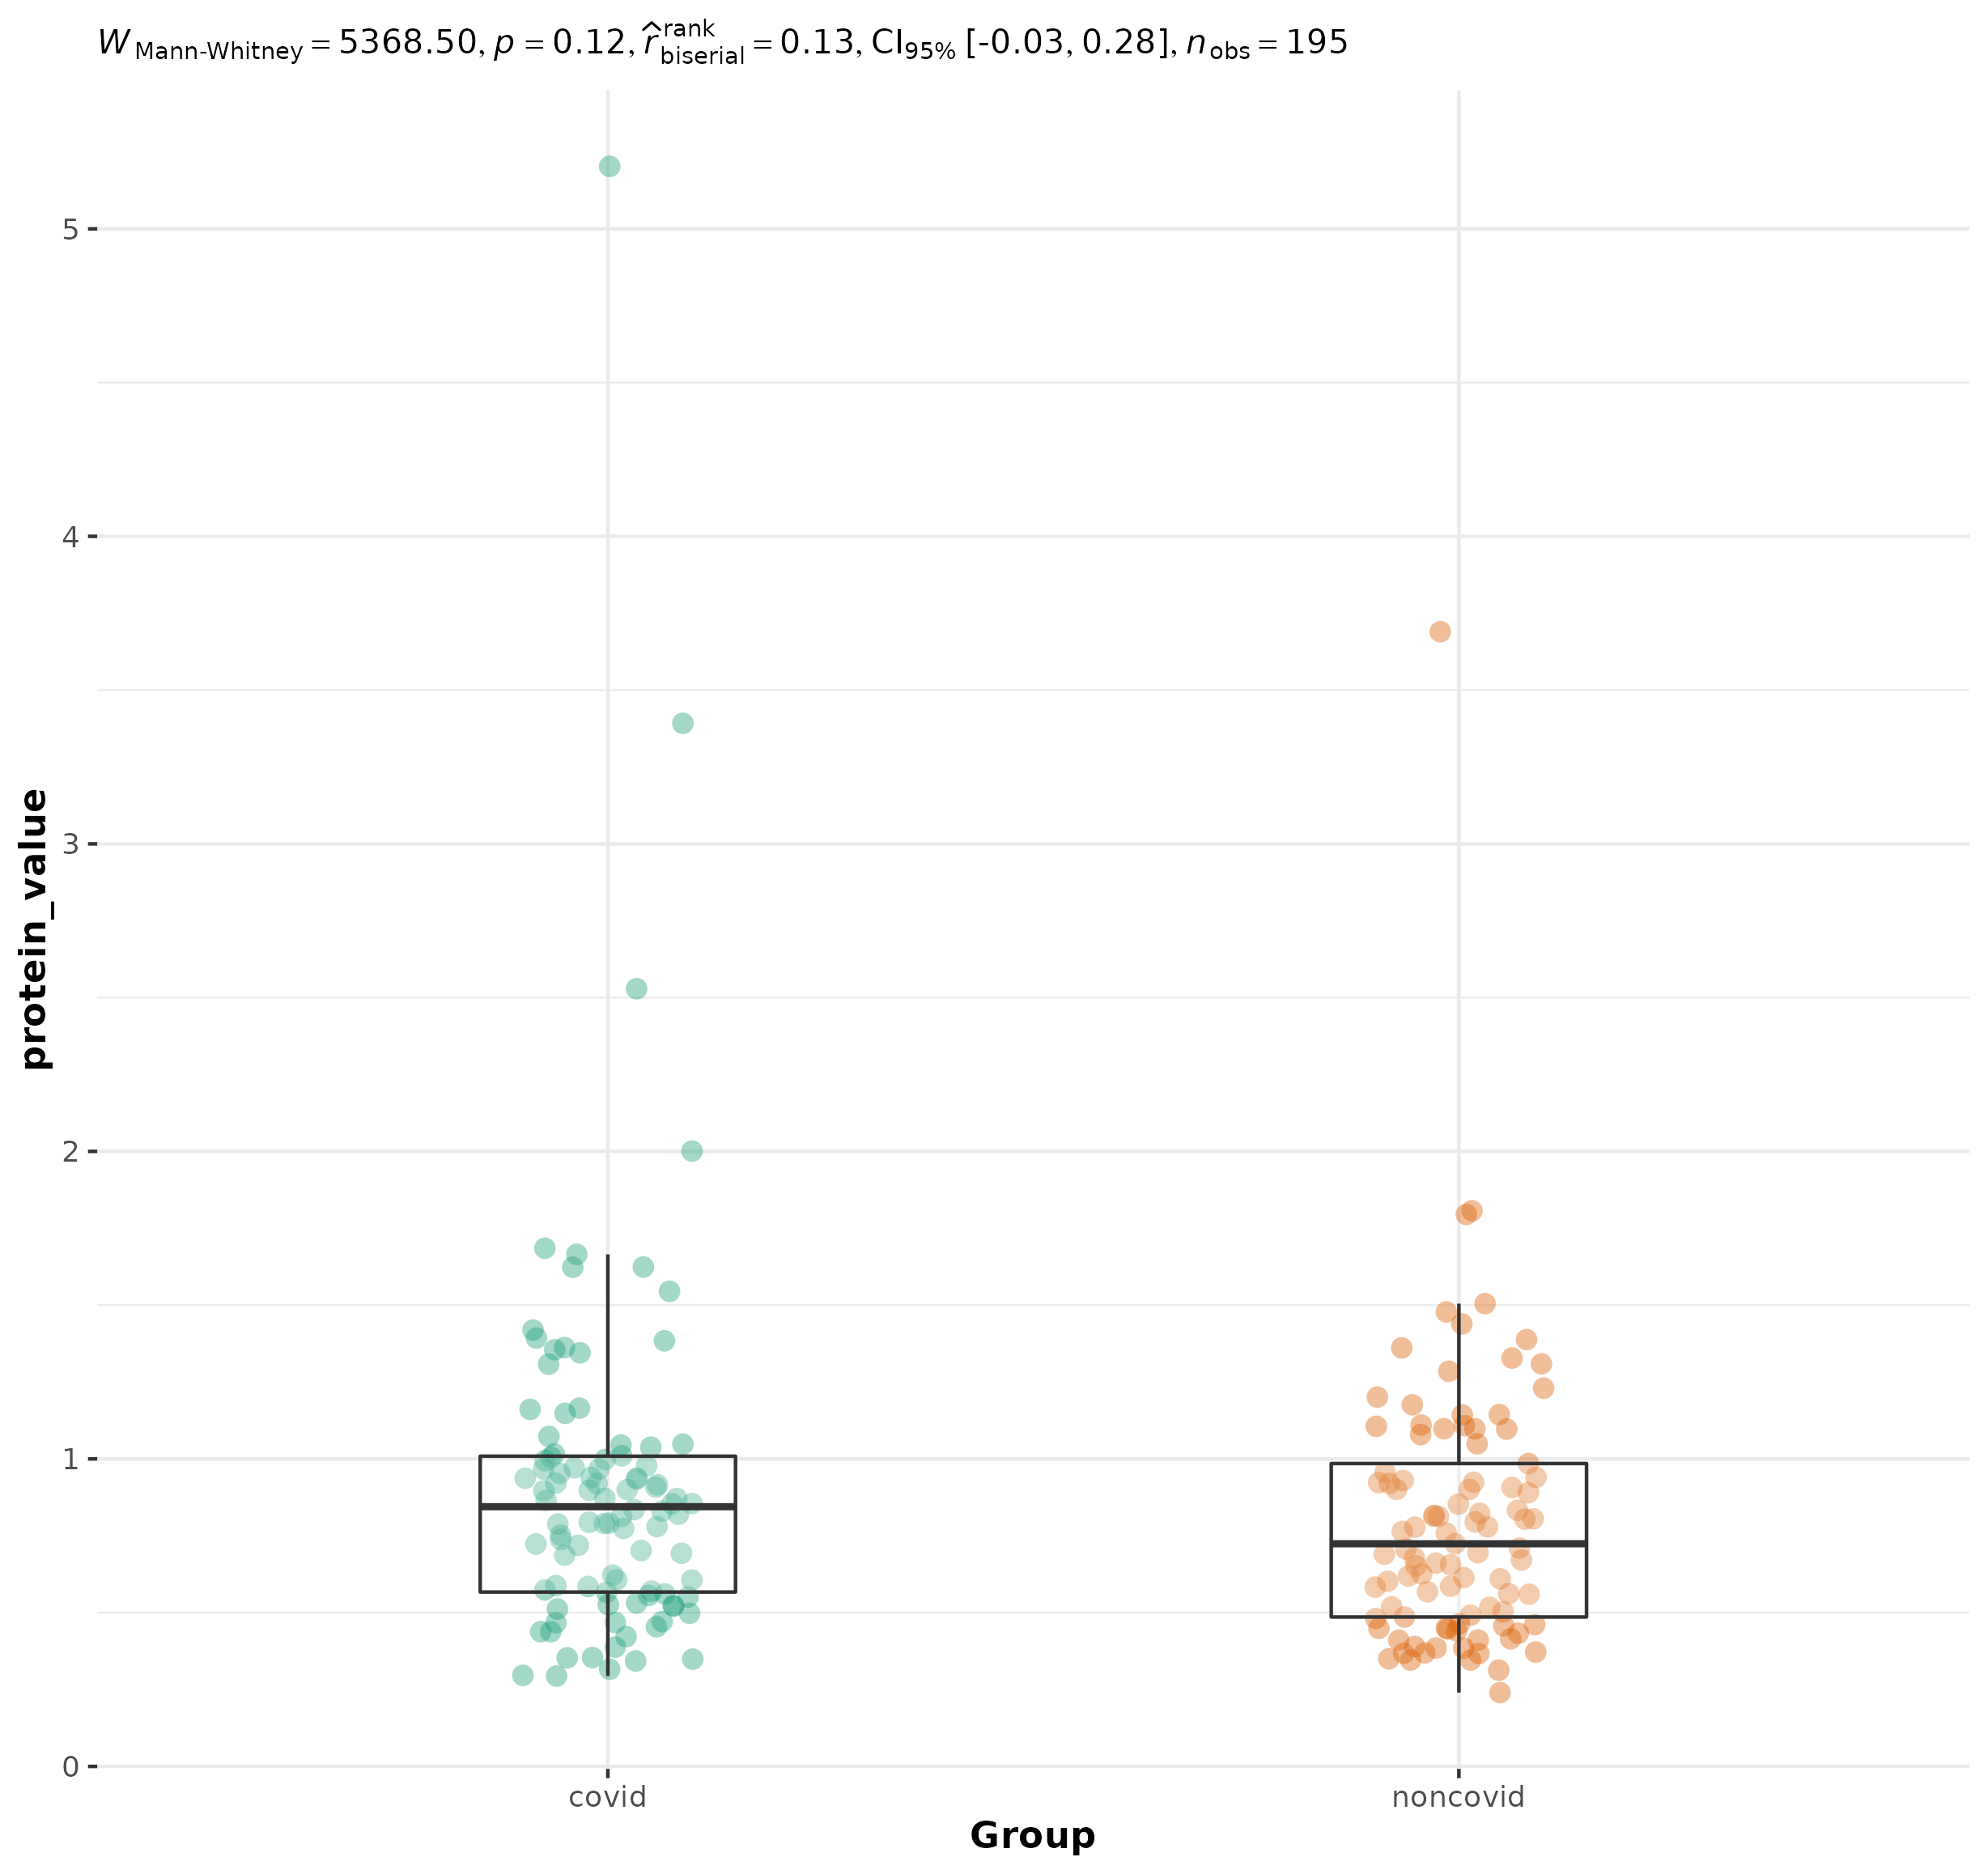 W Mann-Whitney = 5368.50, p = 0.12, r̂ rank biserial = 0.13, CI95% [-0.03, 0.28], nobs = 195
protein_value
5
4
3
2
1
0
covid noncovid
Group